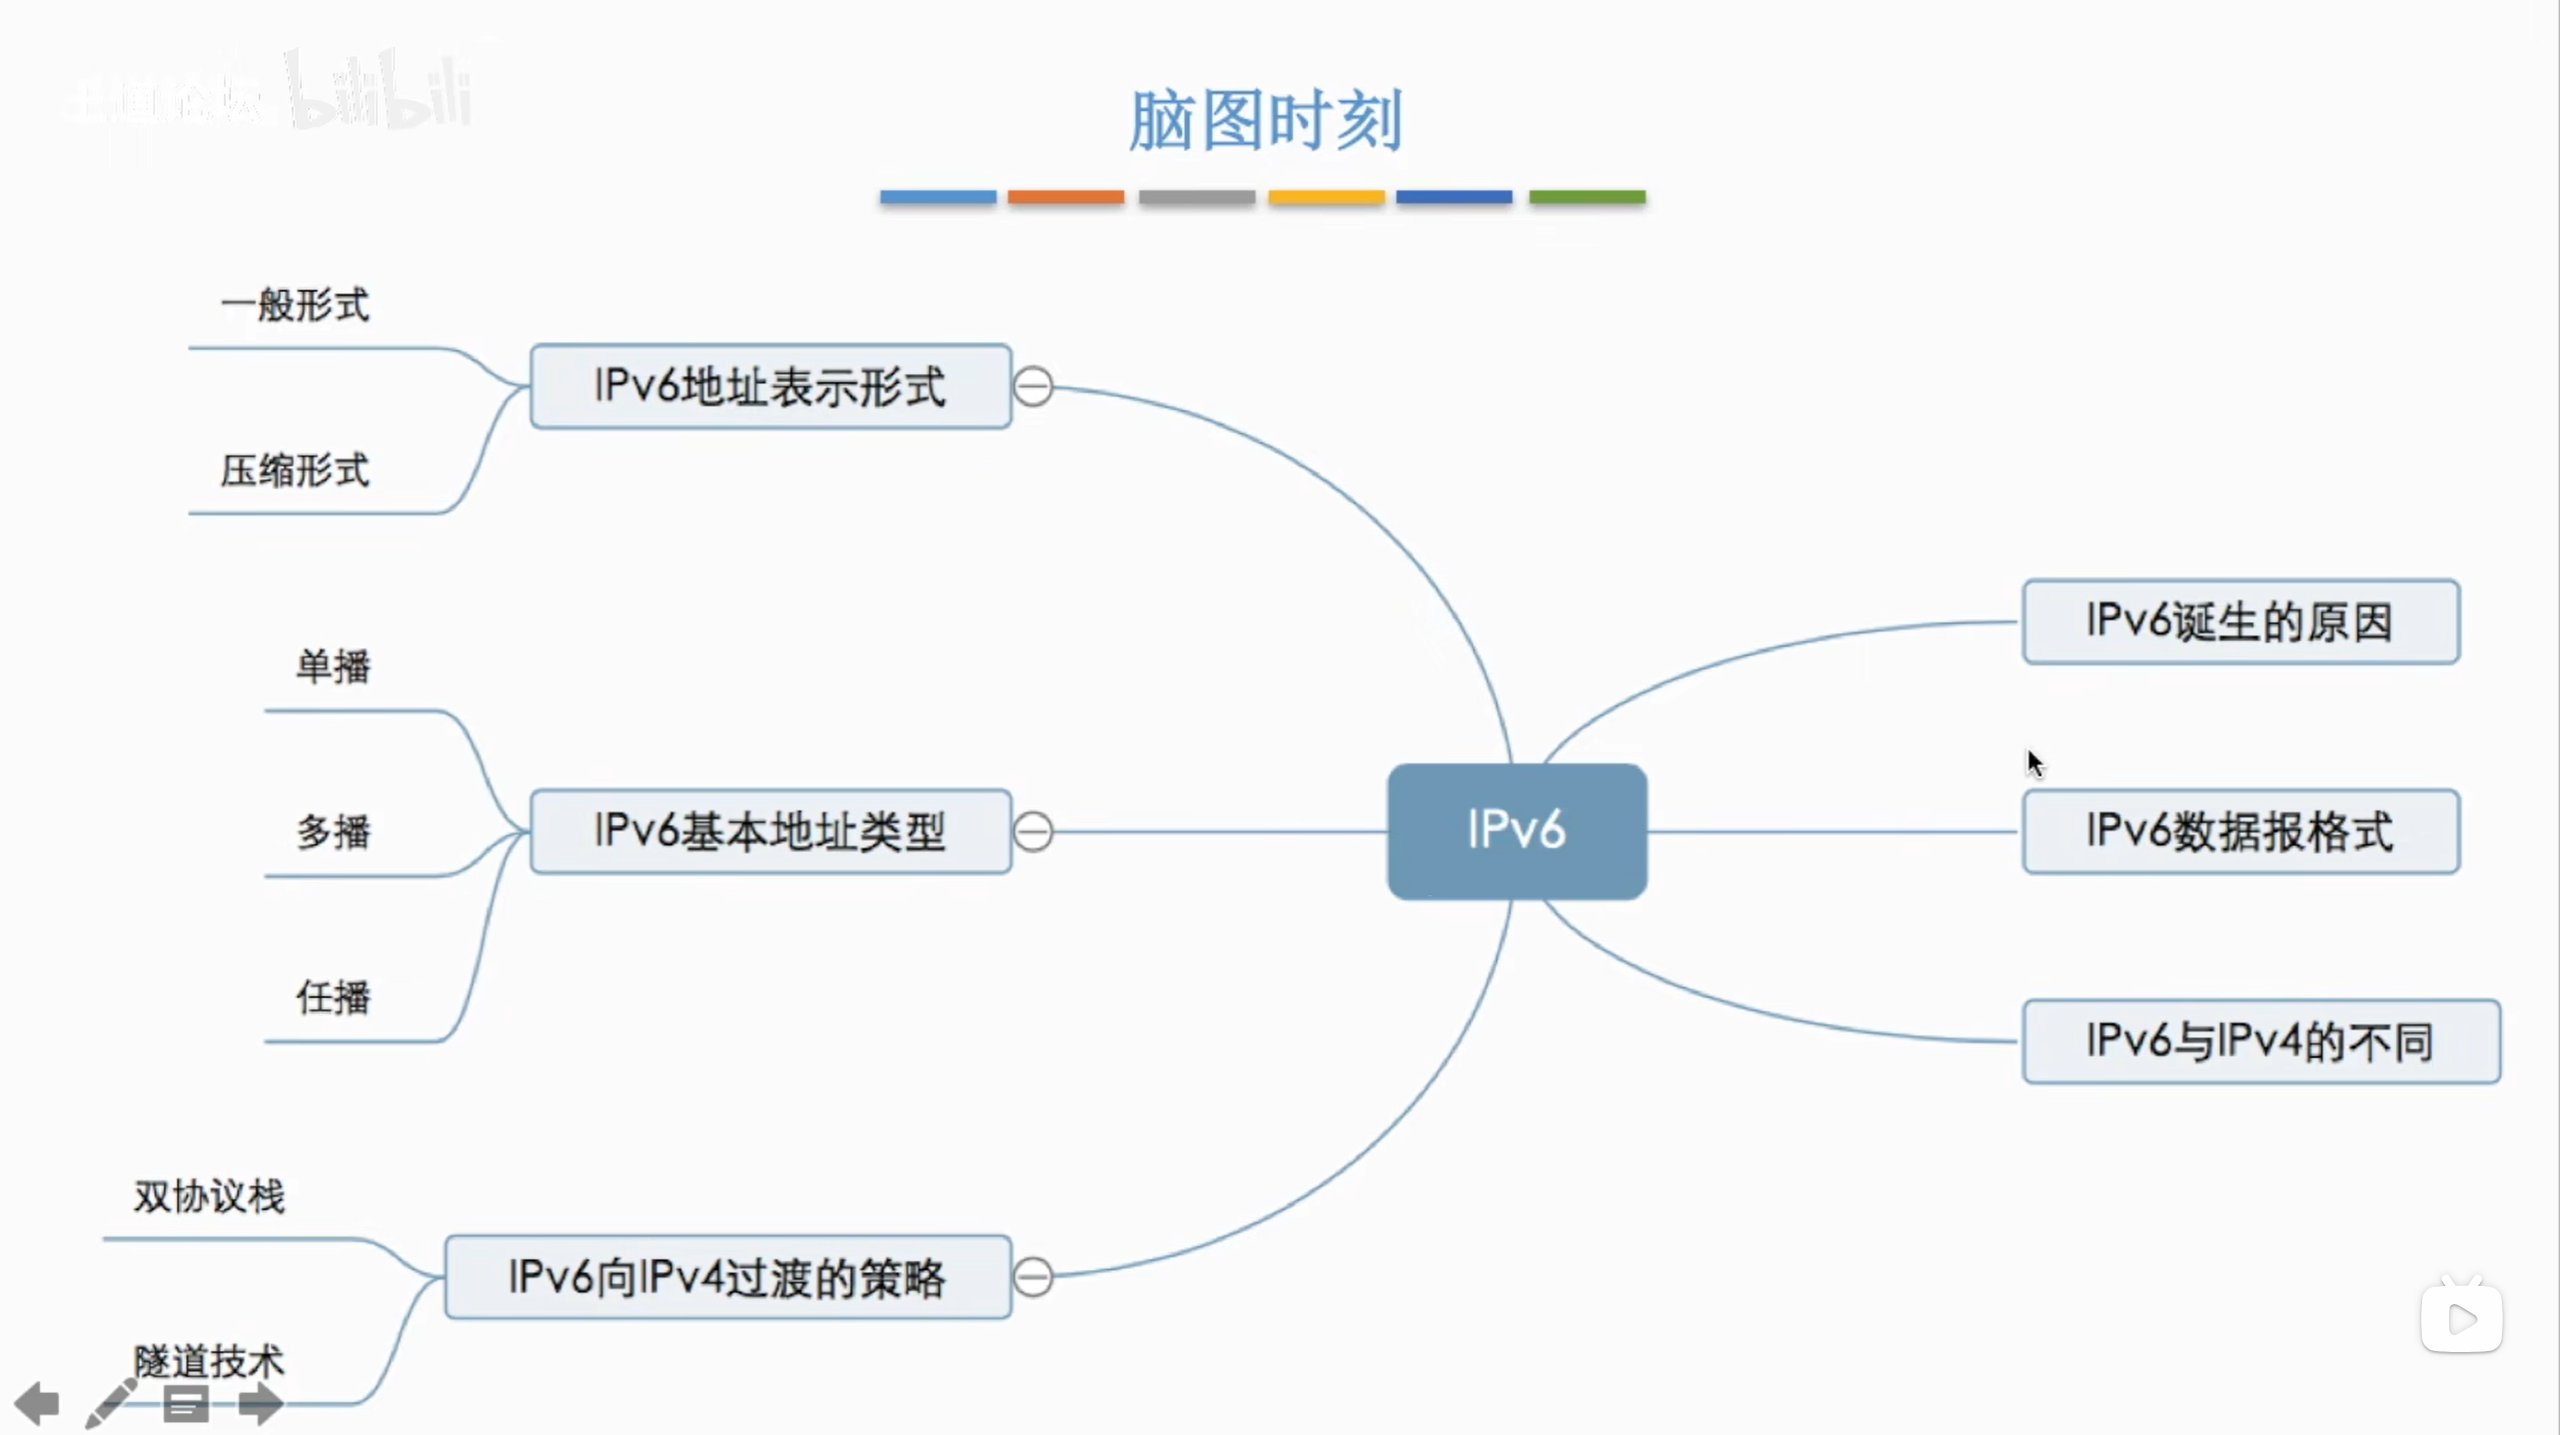 王道论坛 bilibili
脑图时刻
一般形式
IPv6地址表示形式
压缩形式
单播
IPv6基本地址类型
多播
任播
双协议栈
IPv6向IPv4过渡的策略
隧道技术
IPv6
IPv6诞生的原因
IPv6数据报格式
IPv6与IPv4的不同